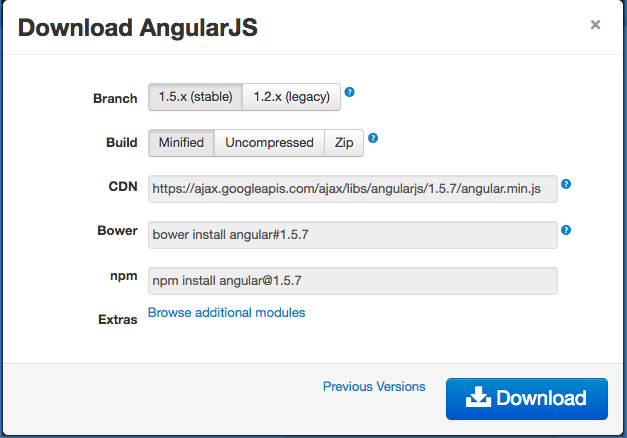 Download AngularJS ×
Branch 1.5.x (stable) 1.2.x (legacy) ?
Build Minified Uncompressed Zip ?
CDN https://ajax.googleapis.com/ajax/libs/angularjs/1.5.7/angular.min.js ?
Bower bower install angular#1.5.7 ?
npm npm install angular@1.5.7
Extras Browse additional modules
Previous Versions Download